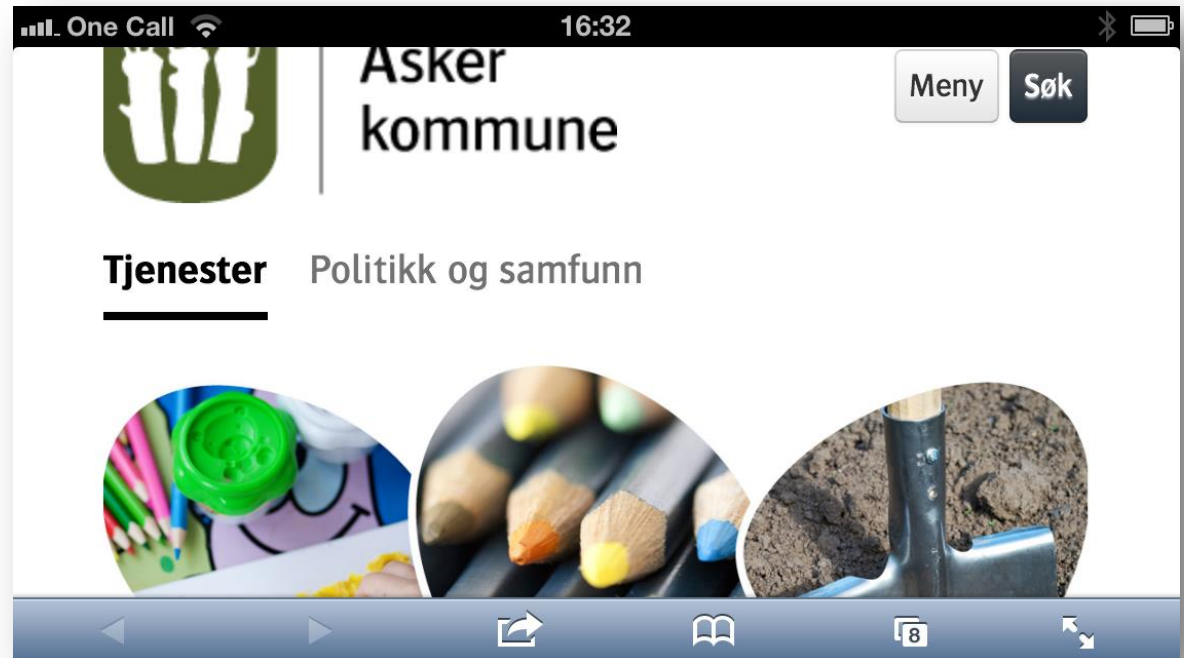 One Call 16:32
Asker
kommune
Meny Søk
Tjenester Politikk og samfunn
8